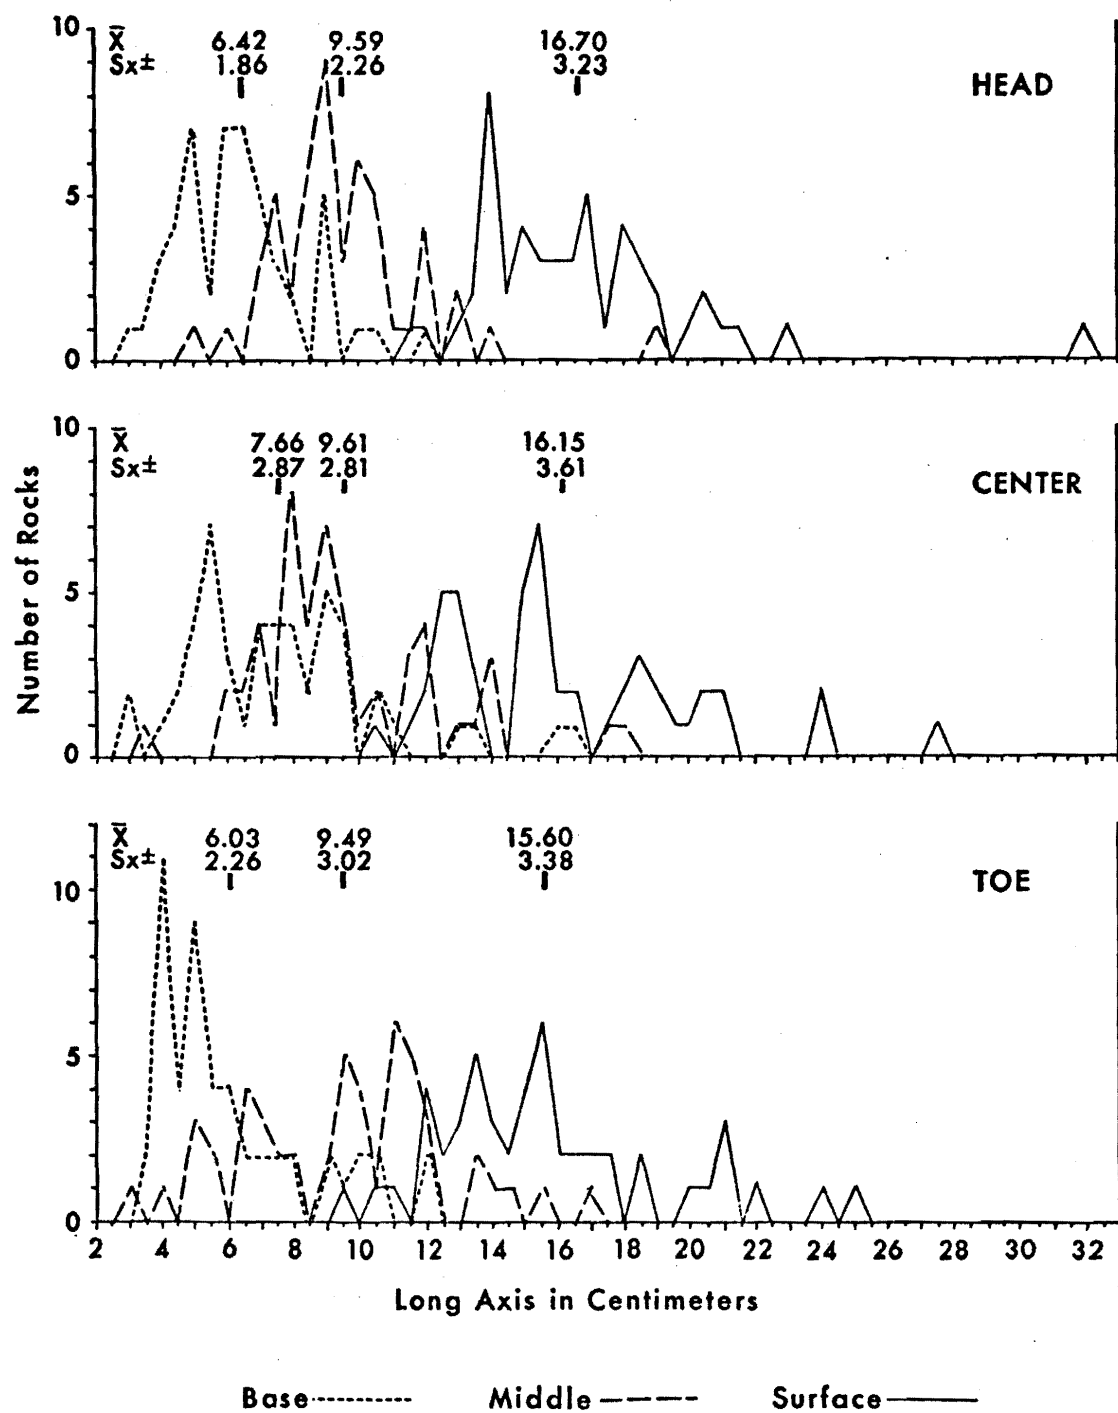 10
X̄ 6.42 9.59 16.70
Sx± 1.86 2.26 3.23
HEAD
5
0
10
X̄ 7.66 9.61 16.15
Sx± 2.87 2.81 3.61
CENTER
Number of Rocks
5
0
X̄ 6.03 9.49 15.60
Sx± 2.26 3.02 3.38
TOE
10
5
0
2 4 6 8 10 12 14 16 18 20 22 24 26 28 30 32
Long Axis in Centimeters
Base Middle Surface